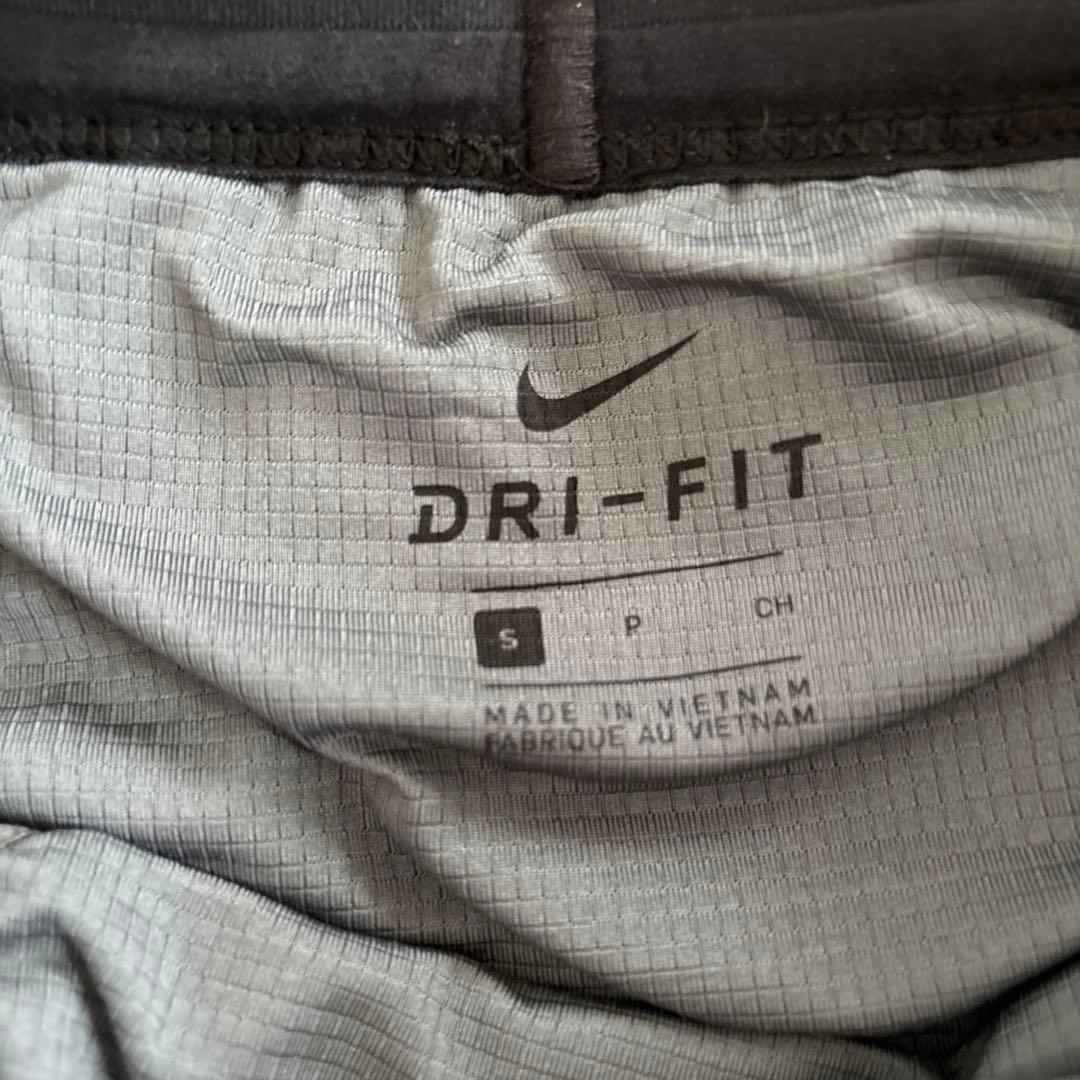 DRI-FIT
S P CH
MADE IN VIETNAM
FABRIQUE AU VIETNAM